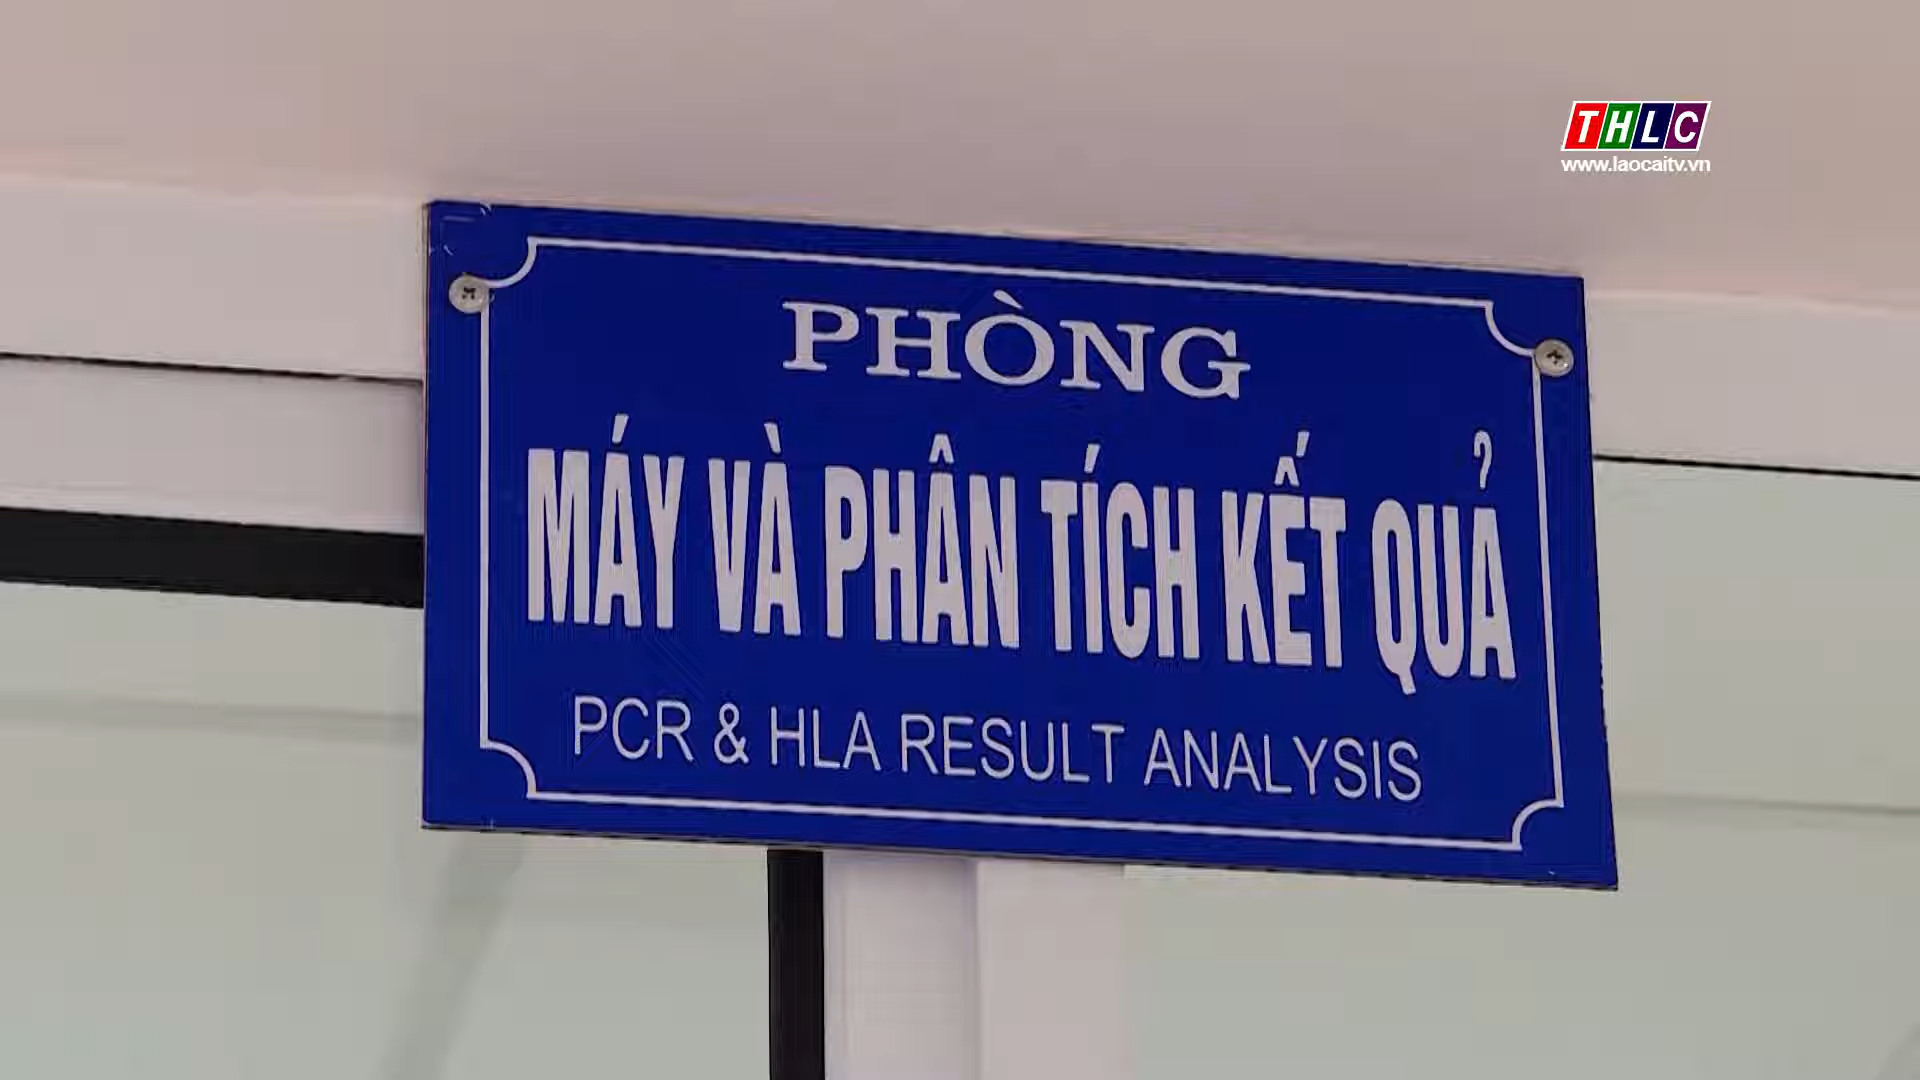 THLC
www.laocaitv.vn
PHÒNG
MÁY VÀ PHÂN TÍCH KẾT QUẢ
PCR & HLA RESULT ANALYSIS